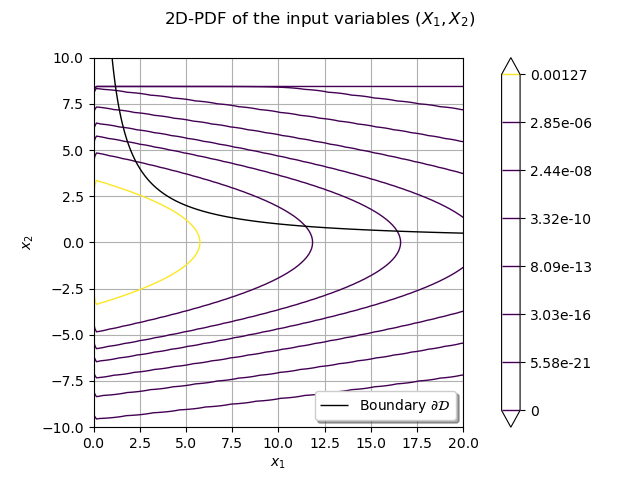 2D-PDF of the input variables (X₁, X₂)
10.0
7.5
5.0
2.5
0.0
−2.5
−5.0
−7.5
−10.0
x₂
0.0 2.5 5.0 7.5 10.0 12.5 15.0 17.5 20.0
x₁
Boundary ∂𝒟
0.00127
2.85e-06
2.44e-08
3.32e-10
8.09e-13
3.03e-16
5.58e-21
0